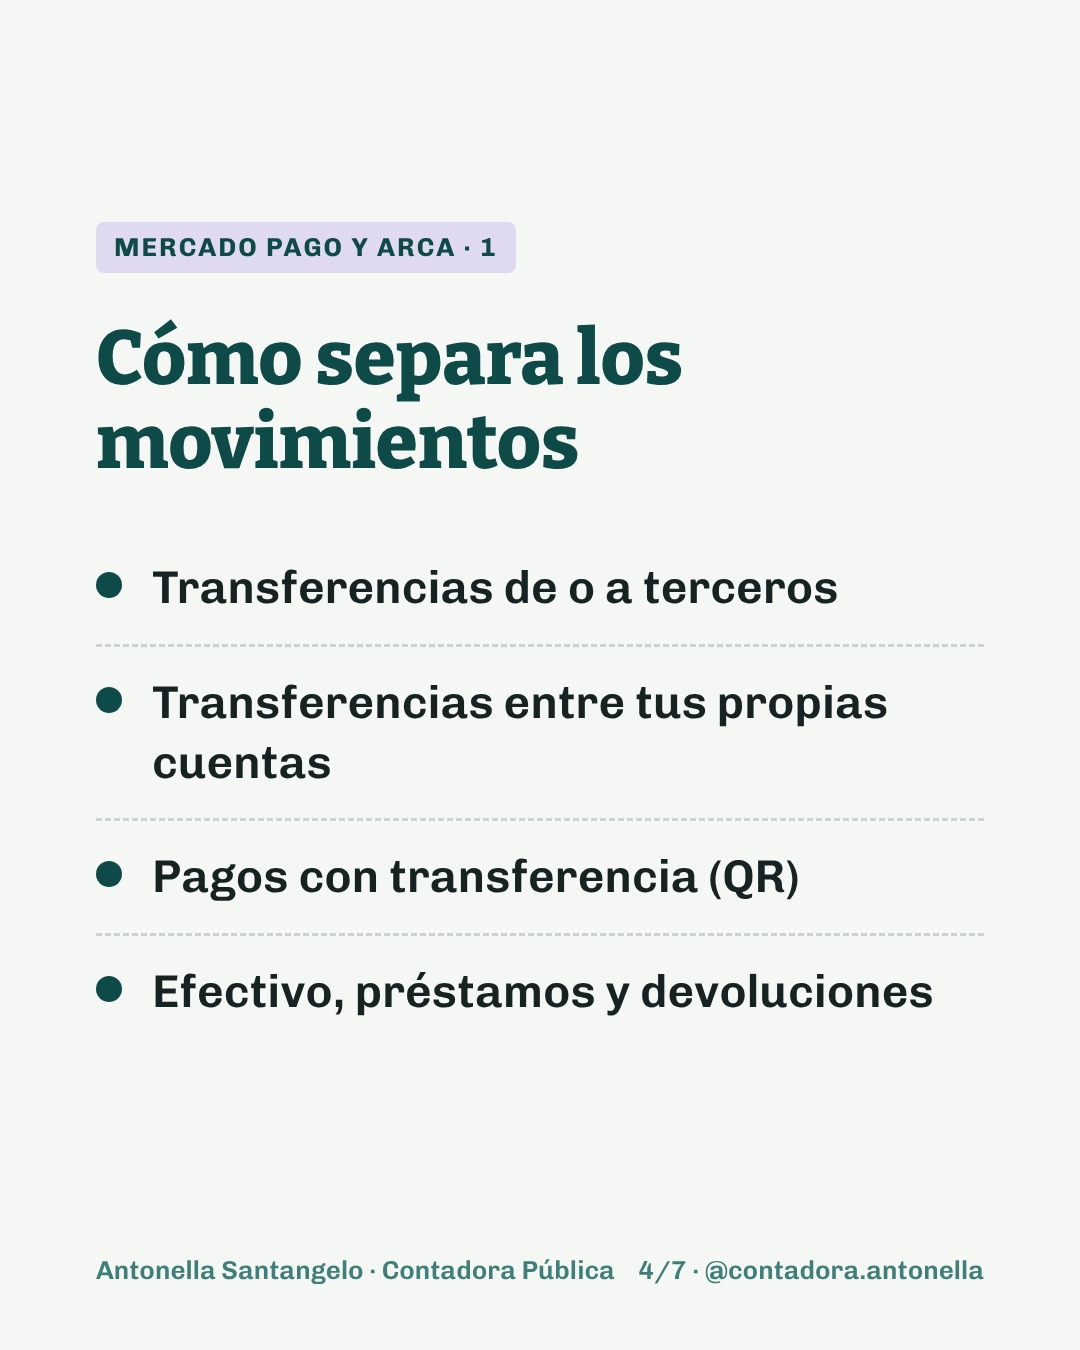 MERCADO PAGO Y ARCA · 1
Cómo separa los
movimientos
Transferencias de o a terceros
Transferencias entre tus propias
cuentas
Pagos con transferencia (QR)
Efectivo, préstamos y devoluciones
Antonella Santangelo · Contadora Pública 4/7 · @contadora.antonella